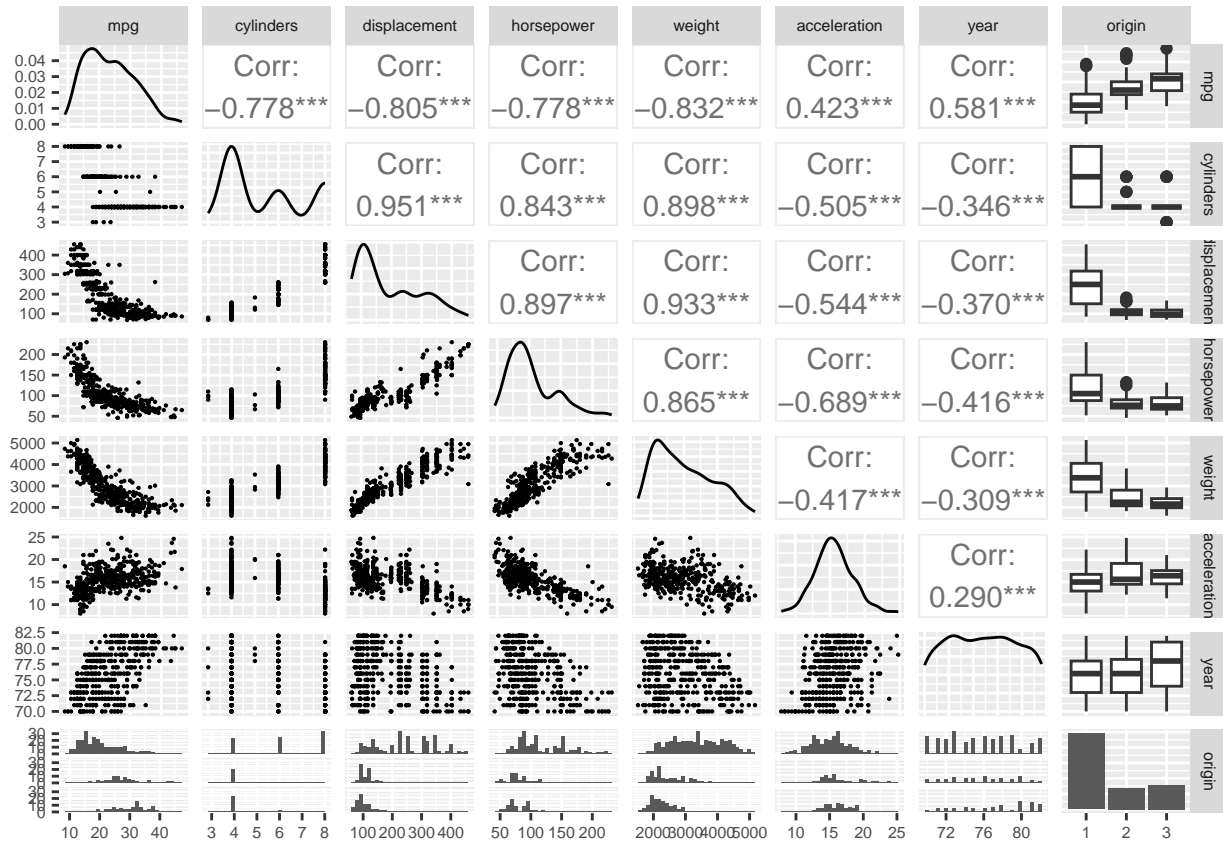 mpg cylinders displacement horsepower weight acceleration year origin
0.04
0.03
0.02
0.01
0.00
Corr: Corr: Corr: Corr: Corr: Corr:
−0.778*** −0.805*** −0.778*** −0.832*** 0.423*** 0.581***
mpg
8
7
6
5
4
3
Corr: Corr: Corr: Corr: Corr:
0.951*** 0.843*** 0.898*** −0.505*** −0.346***
cylinders
400
300
200
100
Corr: Corr: Corr: Corr:
0.897*** 0.933*** −0.544*** −0.370***
displacemen
200
150
100
50
Corr: Corr: Corr:
0.865*** −0.689*** −0.416***
horsepower
5000
4000
3000
2000
Corr: Corr:
−0.417*** −0.309***
weight
25
20
15
10
Corr:
0.290***
acceleration
82.5
80.0
77.5
75.0
72.5
70.0
year
30
30
30
0
origin
10 20 30 40 3 4 5 6 7 8 100 200 300 400 50 100 150 200 2000 3000 4000 5000 10 15 20 25 72 76 80 1 2 3